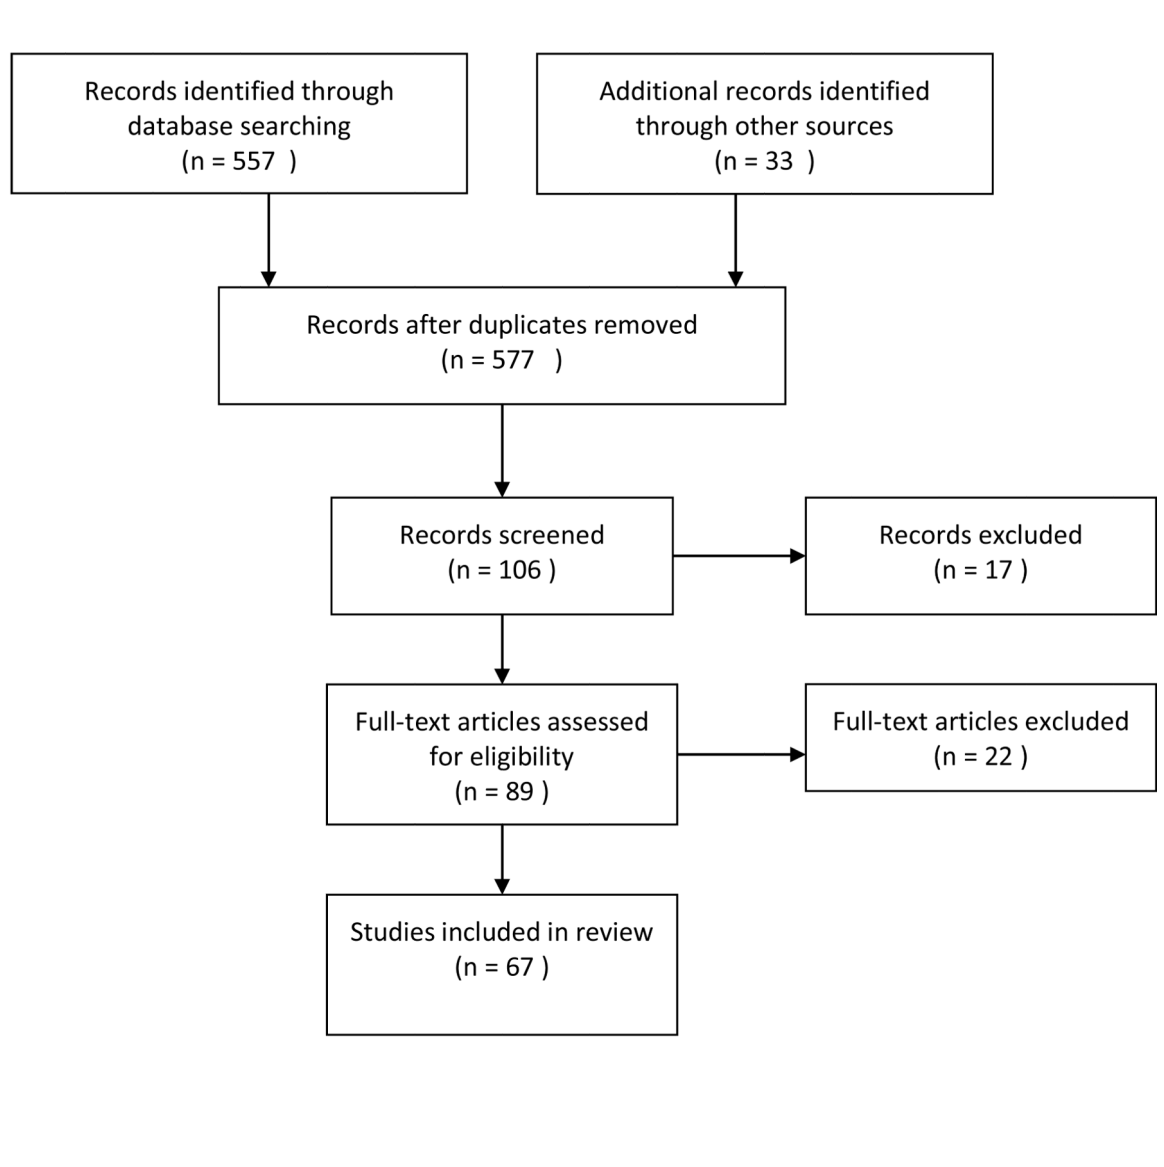 Records identified through
database searching
(n = 557  )
Additional records identified
through other sources
(n = 33  )
Records after duplicates removed
(n = 577   )
Records screened
(n = 106 )
Records excluded
(n = 17 )
Full-text articles assessed
for eligibility
(n = 89 )
Full-text articles excluded
(n = 22 )
Studies included in review
(n = 67 )